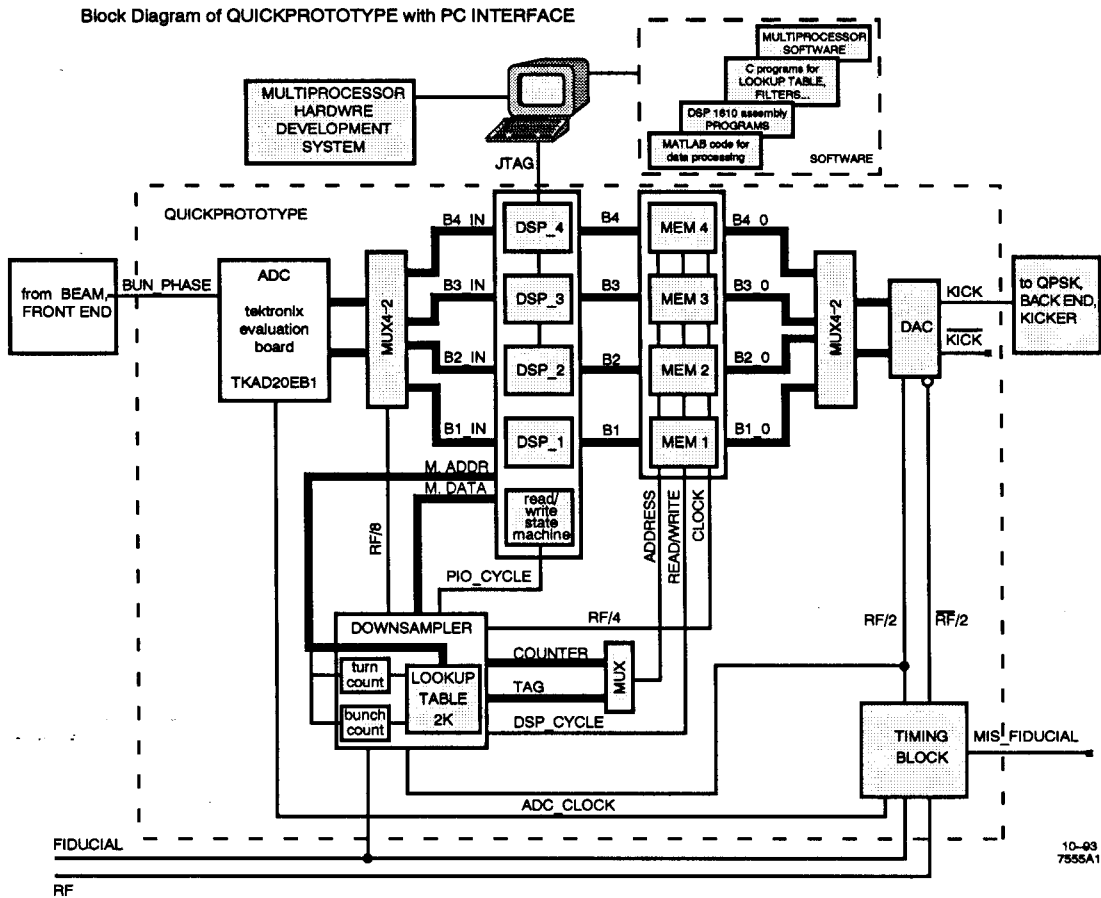 Block Diagram of QUICKPROTOTYPE with PC INTERFACE
MULTIPROCESSOR
HARDWRE
DEVELOPMENT
SYSTEM
MULTIPROCESSOR
SOFTWARE
C programs for
LOOKUP TABLE,
FILTERS...
DSP 1610 assembly
PROGRAMS
MATLAB code for
data processing
SOFTWARE
JTAG
QUICKPROTOTYPE
from BEAM,
FRONT END
BUN_PHASE
ADC
tektronix
evaluation
board
TKAD20EB1
MUX4-2
B4_IN
B3_IN
B2_IN
B1_IN
DSP_4
DSP_3
DSP_2
DSP_1
read/
write
state
machine
B4
B3
B2
B1
MEM 4
MEM 3
MEM 2
MEM 1
B4_0
B3_0
B2_0
B1_0
MUX4-2
DAC
KICK
KICK
to QPSK,
BACK END,
KICKER
M. ADDR
M. DATA
RF/8
PIO_CYCLE
ADDRESS
READ/WRITE
CLOCK
DOWNSAMPLER
turn
count
bunch
count
LOOKUP
TABLE
2K
RF/4
COUNTER
TAG
DSP_CYCLE
MUX
RF/2
R̅F̅/2
TIMING
BLOCK
MIS_FIDUCIAL
ADC_CLOCK
FIDUCIAL
RF
10-93
7555A1